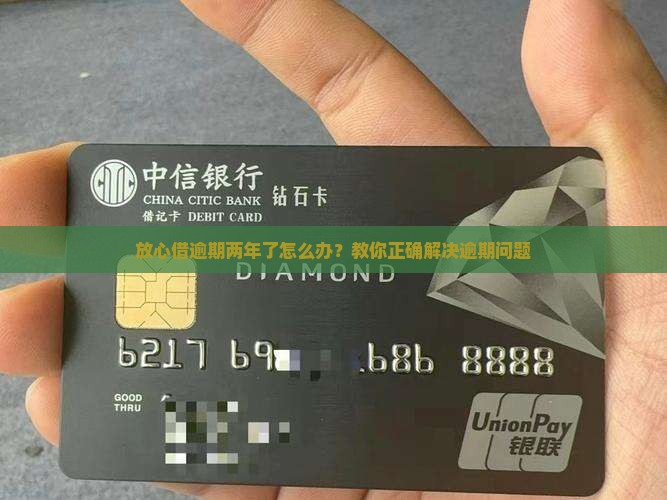 中信银行
CHINA CITIC BANK
借记卡 DEBIT CARD
钻石卡
放心借逾期两年了怎么办？教你正确解决逾期问题
DIAMOND
6217 69 686 8888
GOOD
THRU
UnionPay
银联